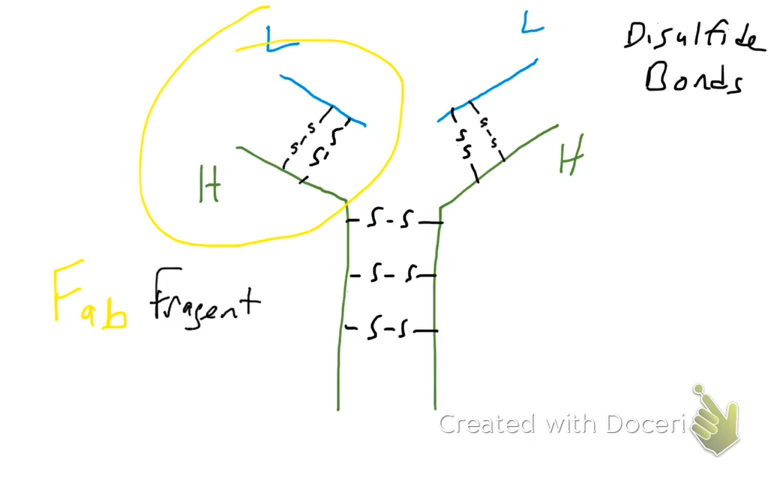 L
L
Disulfide
Bonds
S-S
S-S
S-S
S-S
H
H
S-S
S-S
S-S
Fab Fragent
Created with Doceri